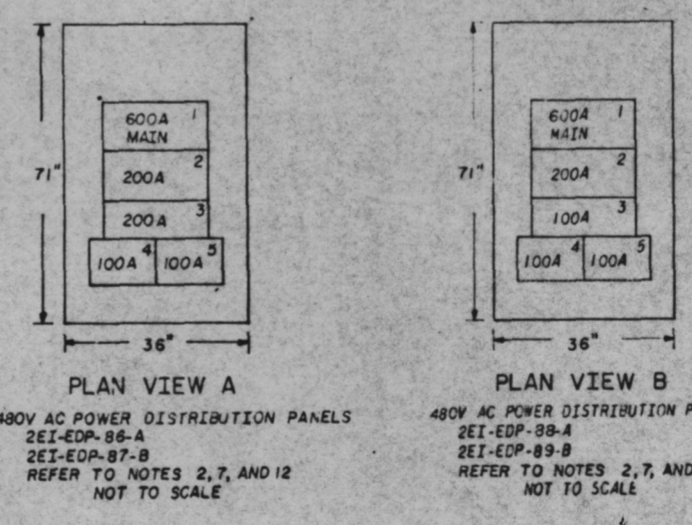 71"
600A 1
MAIN
200A 2
200A 3
100A 4 100A 5
36"
PLAN VIEW A
480V AC POWER DISTRIBUTION PANELS
2EI-EDP-86-A
2EI-EDP-87-B
REFER TO NOTES 2,7, AND 12
NOT TO SCALE
71"
600A 1
MAIN
200A 2
100A 3
100A 4 100A 5
36"
PLAN VIEW B
480V AC POWER DISTRIBUTION P
2EI-EDP-88-A
2EI-EDP-89-B
REFER TO NOTES 2,7, AND
NOT TO SCALE